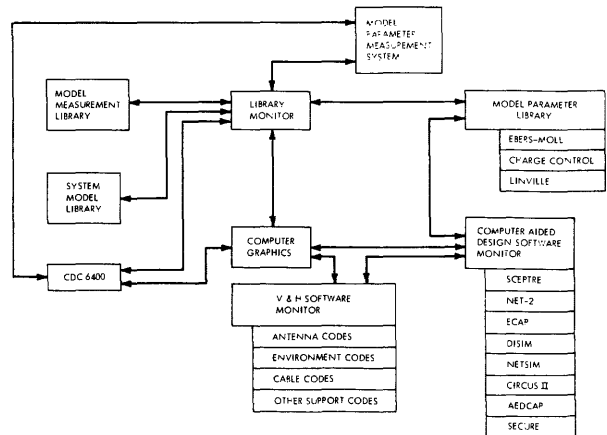 MODEL
PARAMETER
MEASUREMENT
SYSTEM
MODEL
MEASUREMENT
LIBRARY
LIBRARY
MONITOR
MODEL PARAMETER
LIBRARY
EBERS-MOLL
CHARGE CONTROL
LINVILLE
SYSTEM
MODEL
LIBRARY
COMPUTER
GRAPHICS
COMPUTER AIDED
DESIGN SOFTWARE
MONITOR
SCEPTRE
NET-2
ECAP
DISIM
NETSIM
CIRCUS II
AEDCAP
SECURE
CDC 6400
V & H SOFTWARE
MONITOR
ANTENNA CODES
ENVIRONMENT CODES
CABLE CODES
OTHER SUPPORT CODES